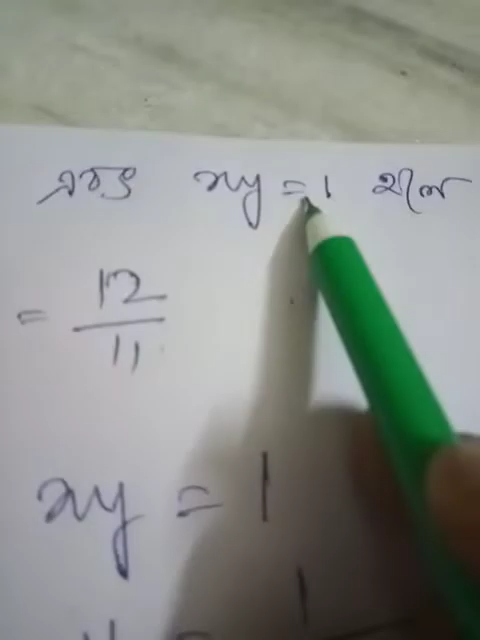 এবং xy = 1 হলে
= 12/11
xy = 1